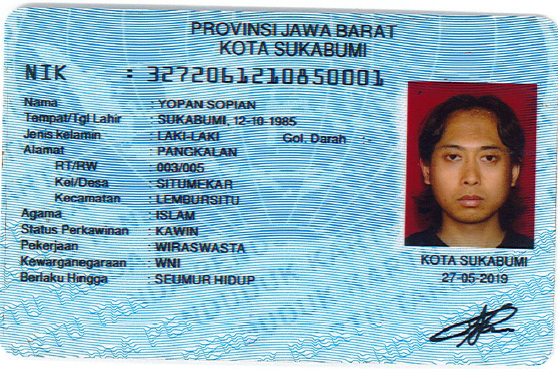 PROVINSI JAWA BARAT
KOTA SUKABUMI
NIK : 3272061210850001
Nama : YOPAN SOPIAN
Tempat/Tgl Lahir : SUKABUMI, 12-10-1985
Jenis kelamin : LAKI-LAKI Gol. Darah :-
Alamat : PANGKALAN
RT/RW : 003/005
Kel/Desa : SITUMEKAR
Kecamatan : LEMBURSITU
Agama : ISLAM
Status Perkawinan : KAWIN
Pekerjaan : WIRASWASTA
Kewarganegaraan : WNI
Berlaku Hingga : SEUMUR HIDUP
KOTA SUKABUMI
27-05-2019